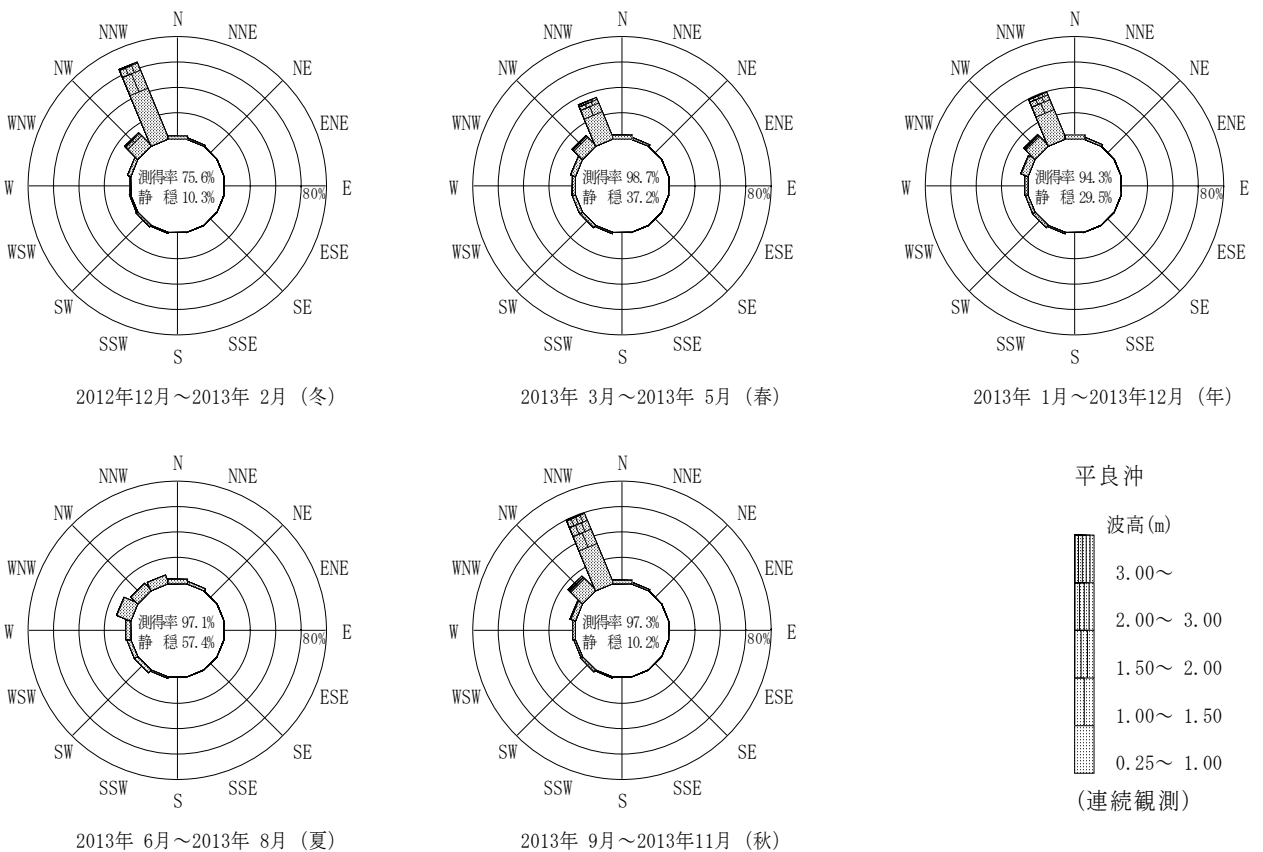 N
NNW NNE
NW NE
WNW ENE
測得率 75.6%
W 静 穏 10.3% 80% E
WSW ESE
SW SE
SSW SSE
S
2012年12月～2013年 2月 (冬)
N
NNW NNE
NW NE
WNW ENE
測得率 98.7%
W 静 穏 37.2% 80% E
WSW ESE
SW SE
SSW SSE
S
2013年 3月～2013年 5月 (春)
N
NNW NNE
NW NE
WNW ENE
測得率 94.3%
W 静 穏 29.5% 80% E
WSW ESE
SW SE
SSW SSE
S
2013年 1月～2013年12月 (年)
N
NNW NNE
NW NE
WNW ENE
測得率 97.1%
W 静 穏 57.4% 80% E
WSW ESE
SW SE
SSW SSE
S
2013年 6月～2013年 8月 (夏)
N
NNW NNE
NW NE
WNW ENE
測得率 97.3%
W 静 穏 10.2% 80% E
WSW ESE
SW SE
SSW SSE
S
2013年 9月～2013年11月 (秋)
平良沖
波高(m)
3.00～
2.00～ 3.00
1.50～ 2.00
1.00～ 1.50
0.25～ 1.00
(連続観測)